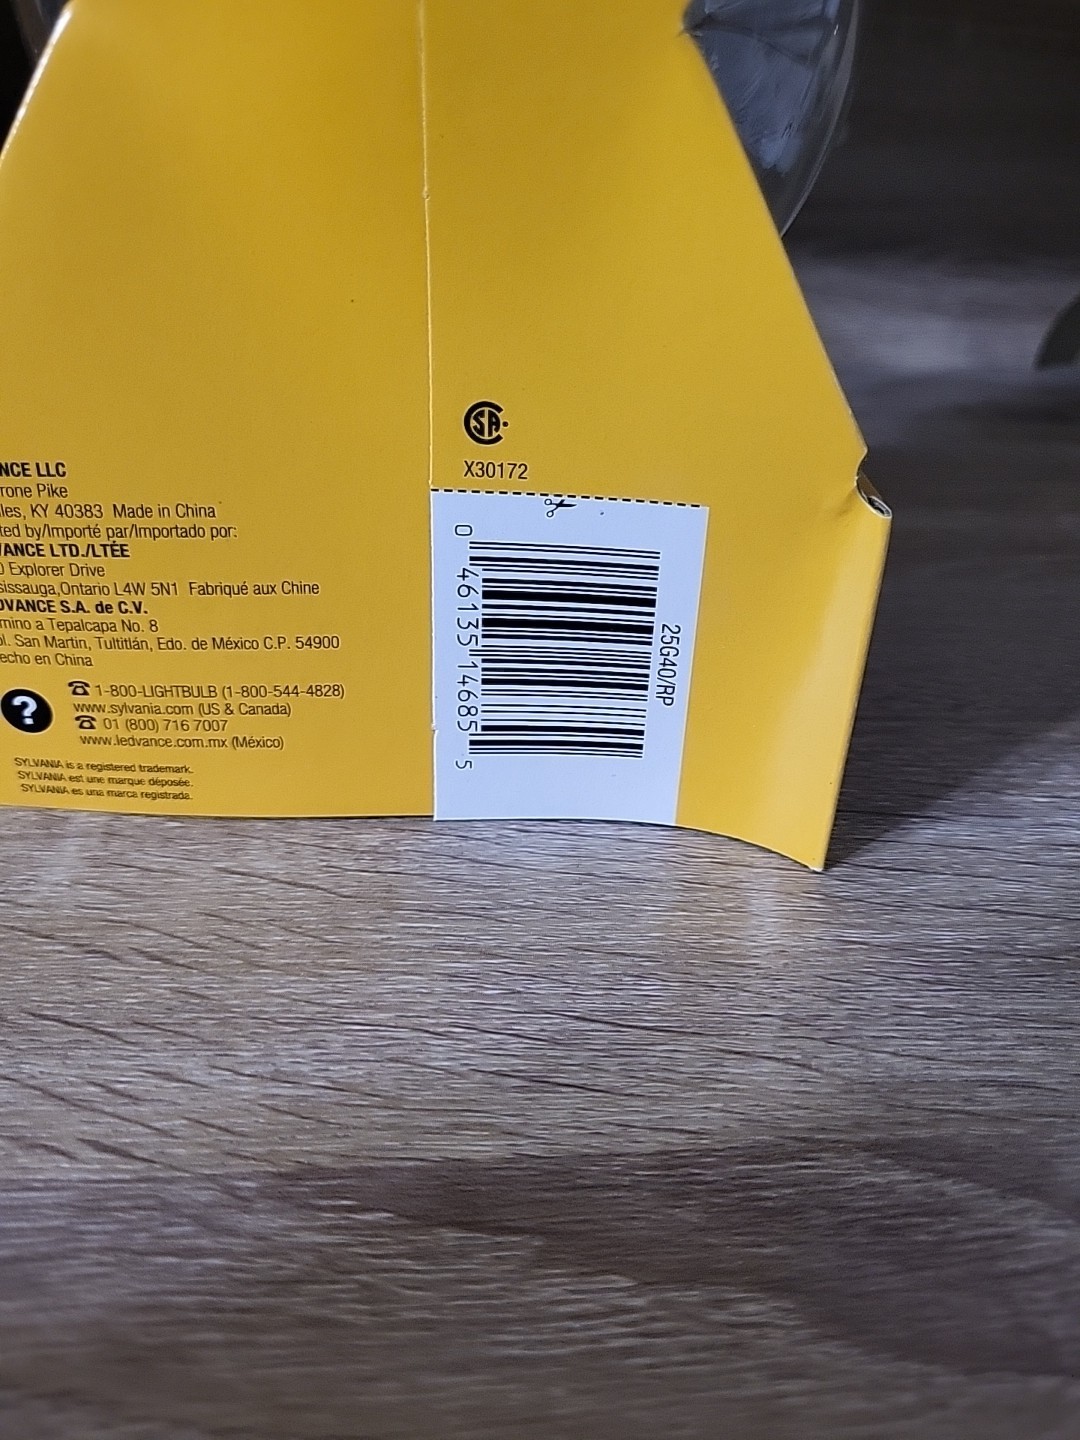 NCE LLC
rone Pike
les, KY 40383 Made in China
ted by/Importé par/Importado por:
VANCE LTD./LTÉE
0 Explorer Drive
sissauga, Ontario L4W 5N1 Fabriqué aux Chine
DVANCE S.A. de C.V.
mino a Tepalcapa No. 8
ol. San Martin, Tultitlán, Edo. de México C.P. 54900
echo en China
?
1-800-LIGHTBULB (1-800-544-4828)
www.sylvania.com (US & Canada)
01 (800) 716 7007
www.ledvance.com.mx (México)
SYLVANIA is a registered trademark.
SYLVANIA est une marque déposée.
SYLVANIA es una marca registrada.
SA
X30172
0 46135 14685 5
25G40/RP